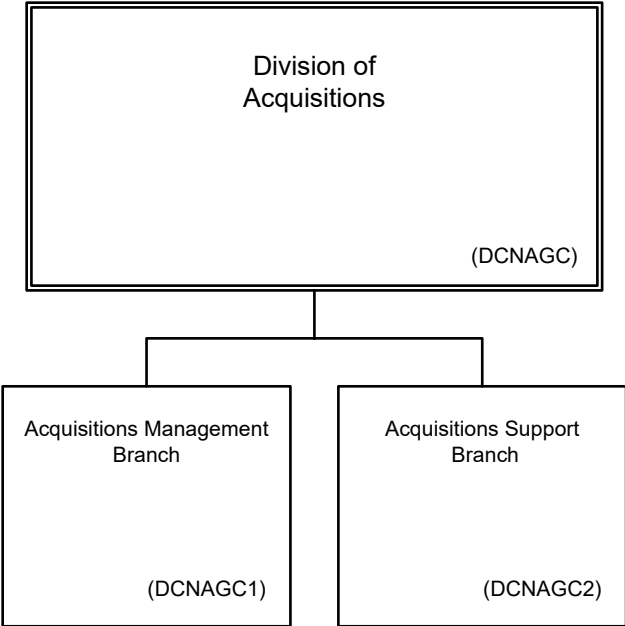 Division of
Acquisitions
(DCNAGC)
Acquisitions Management
Branch
(DCNAGC1)
Acquisitions Support
Branch
(DCNAGC2)